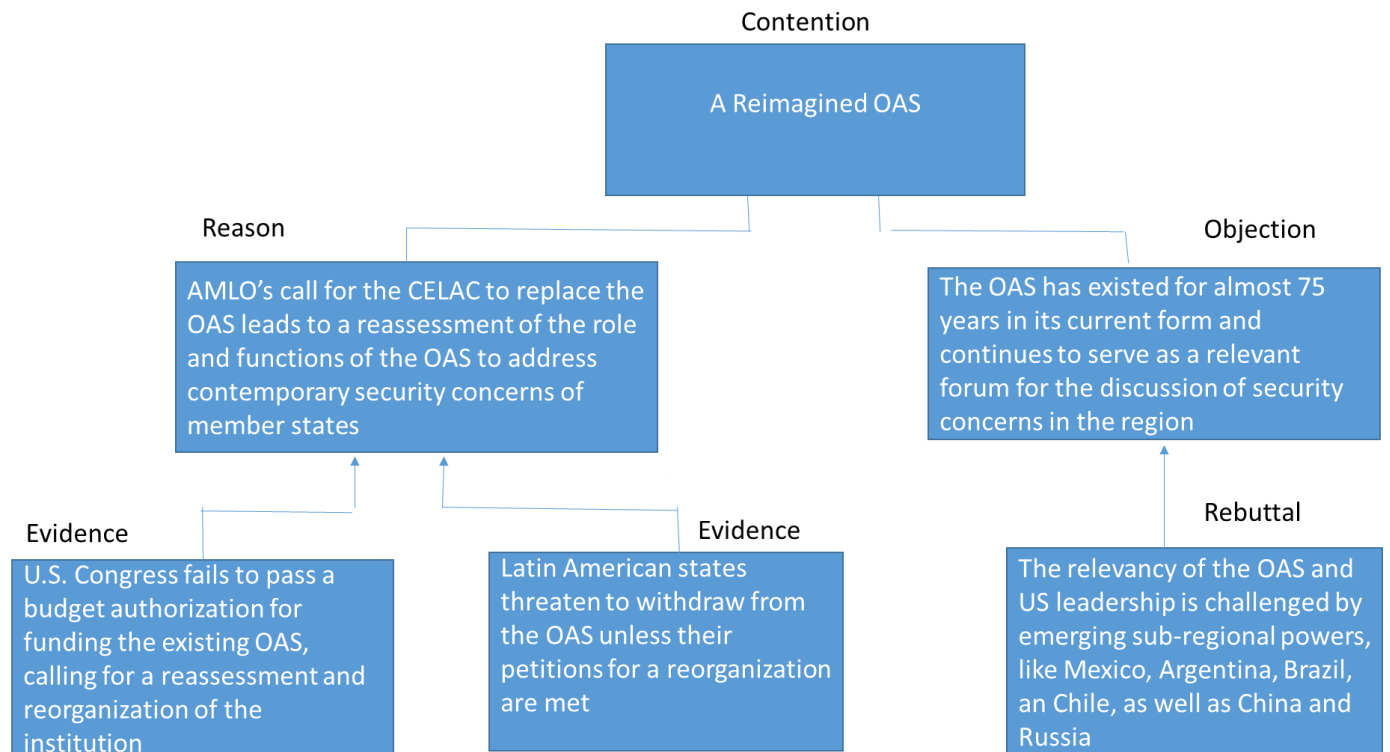 Contention
A Reimagined OAS
Reason
Objection
AMLO’s call for the CELAC to replace the
OAS leads to a reassessment of the role
and functions of the OAS to address
contemporary security concerns of
member states
The OAS has existed for almost 75
years in its current form and
continues to serve as a relevant
forum for the discussion of security
concerns in the region
Evidence
Evidence
Rebuttal
U.S. Congress fails to pass a
budget authorization for
funding the existing OAS,
calling for a reassessment and
reorganization of the
institution
Latin American states
threaten to withdraw from
the OAS unless their
petitions for a reorganization
are met
The relevancy of the OAS and
US leadership is challenged by
emerging sub-regional powers,
like Mexico, Argentina, Brazil,
an Chile, as well as China and
Russia